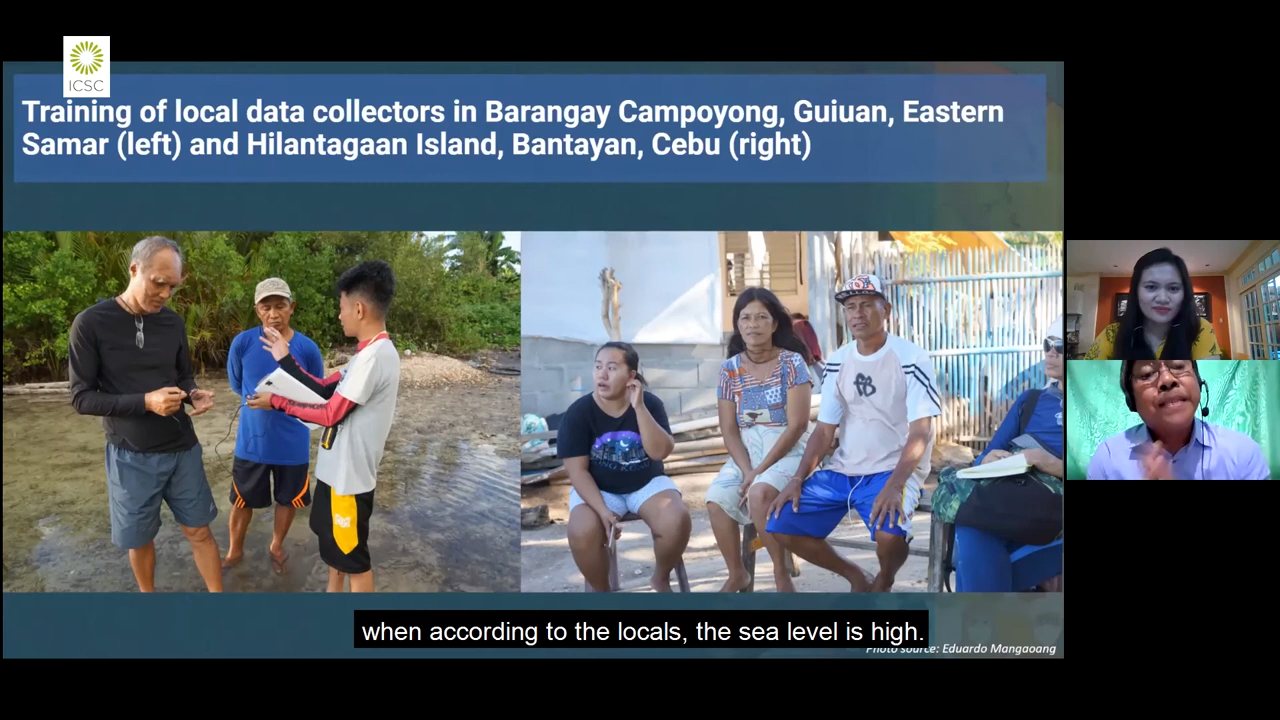 ICSC
Training of local data collectors in Barangay Campoyong, Guiuan, Eastern
Samar (left) and Hilantagaan Island, Bantayan, Cebu (right)
when according to the locals, the sea level is high.
Photo source: Eduardo Mangaoang